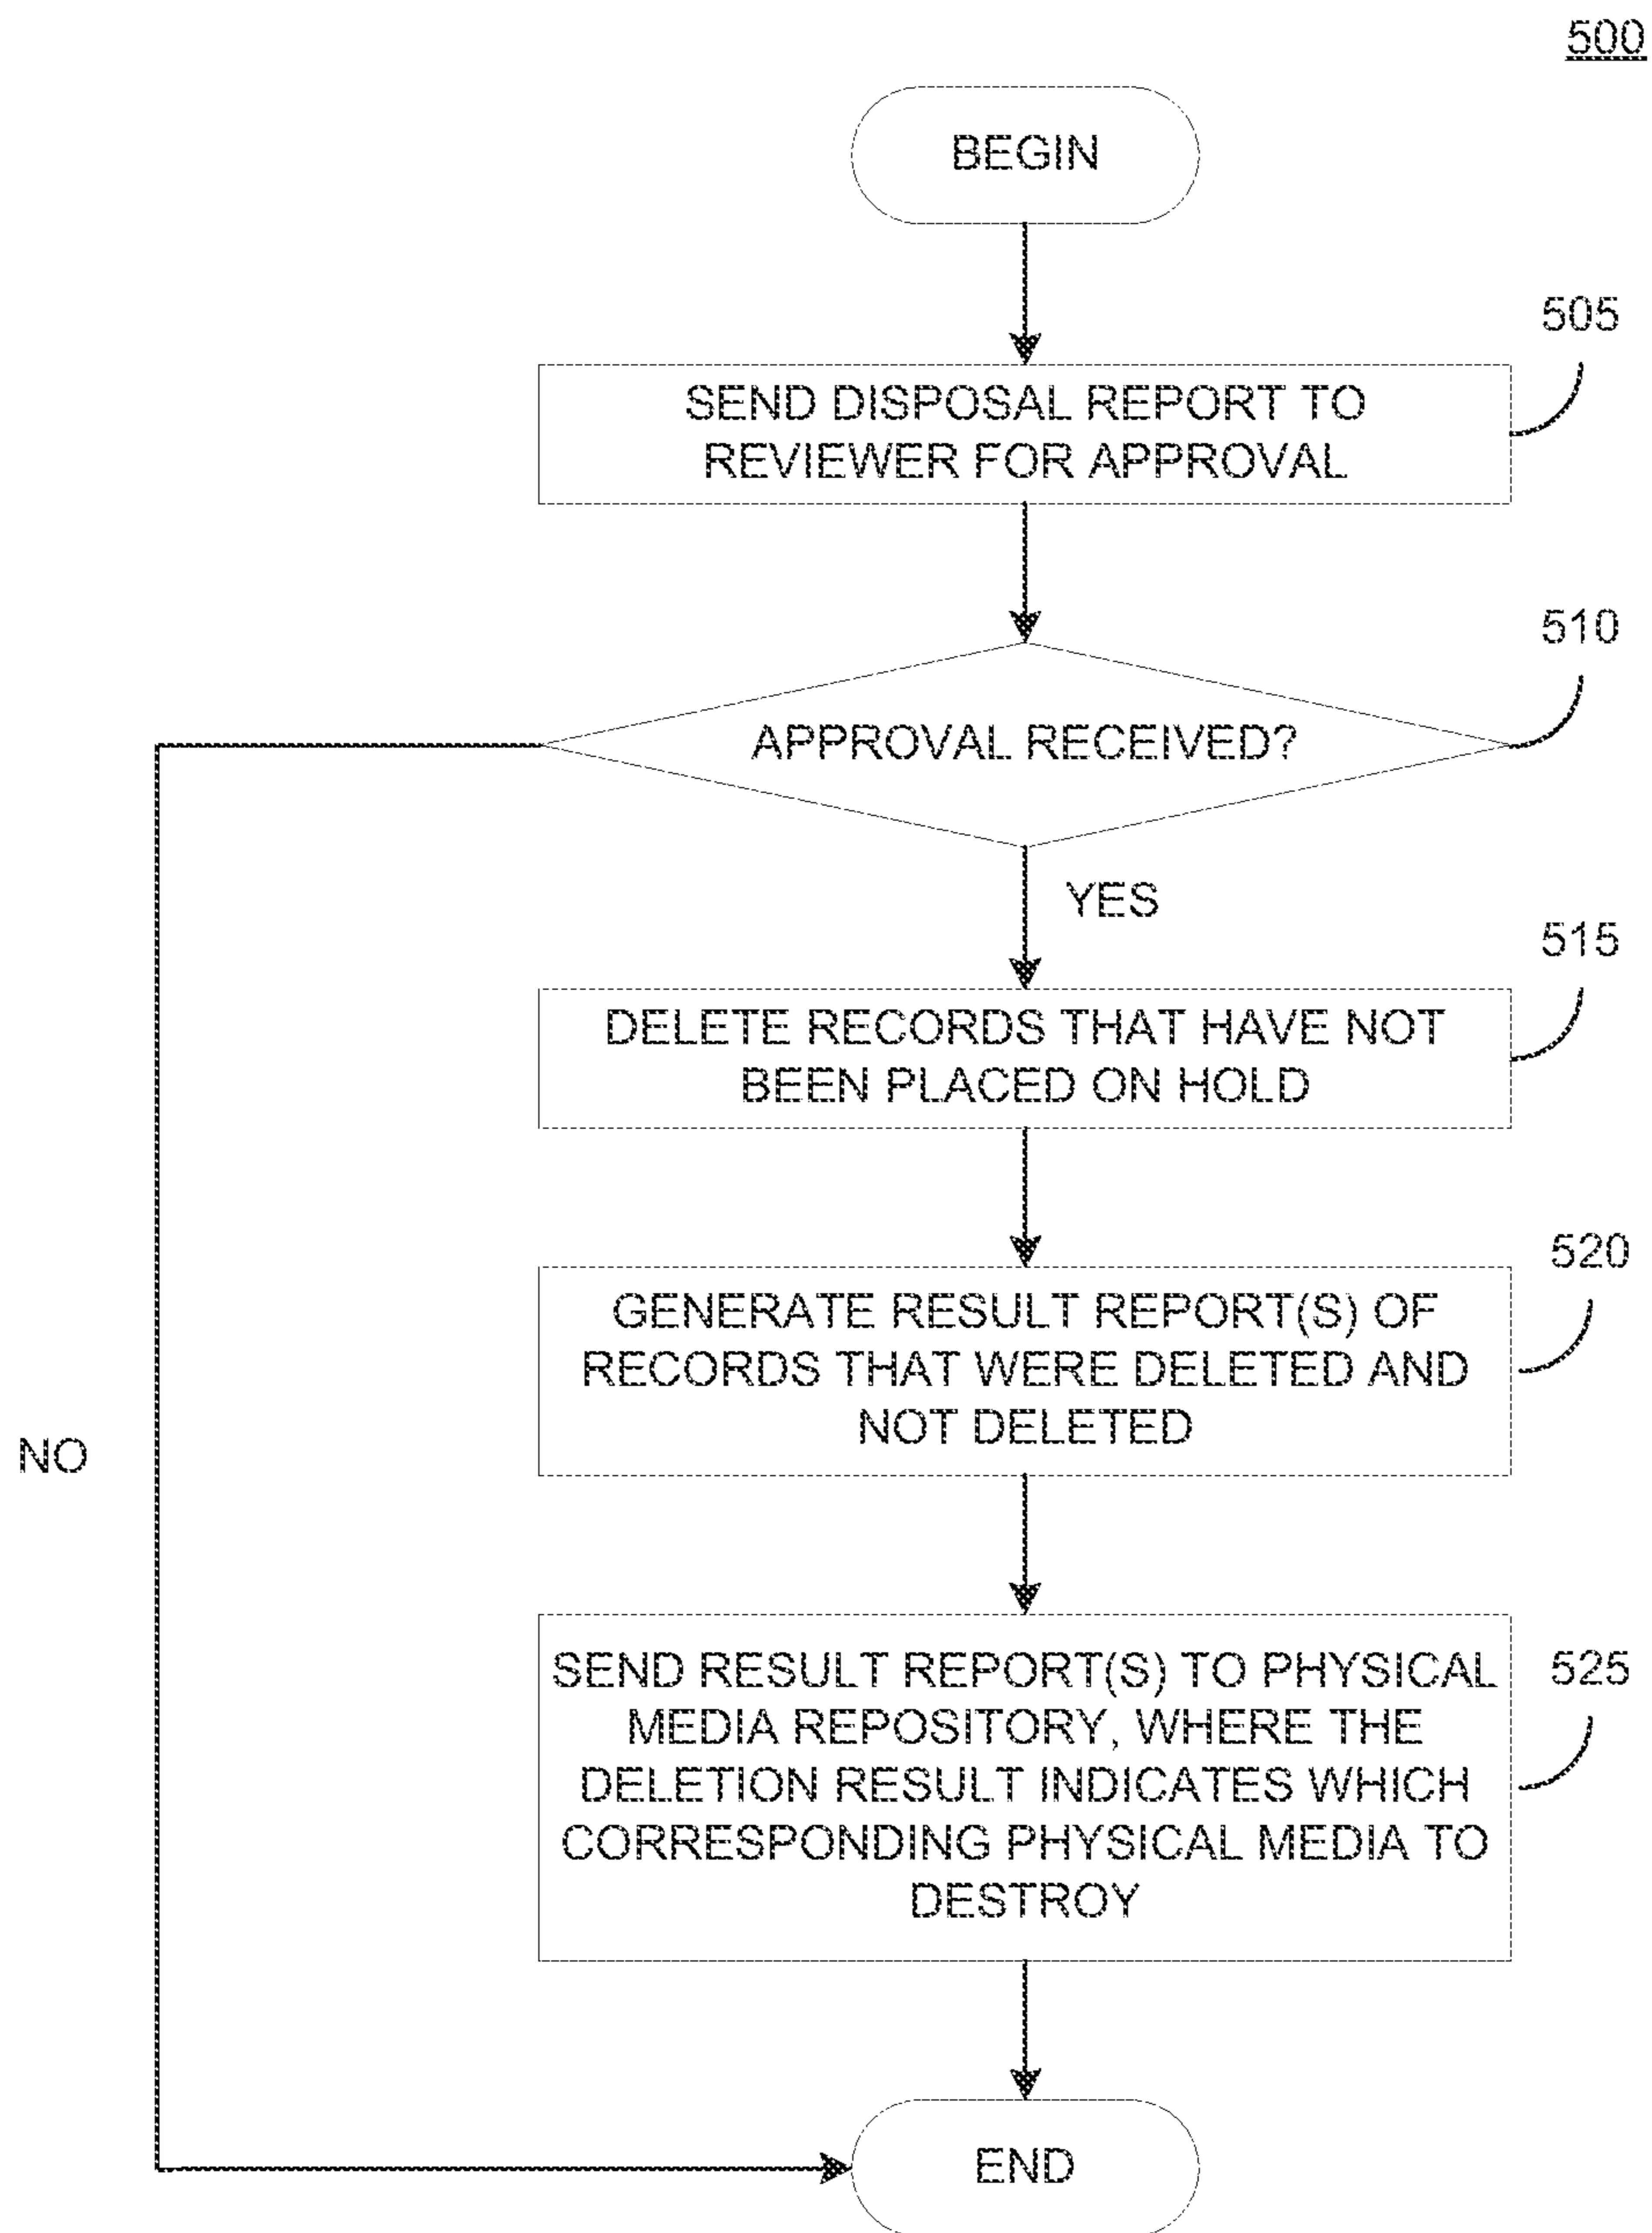 500
BEGIN
505
SEND DISPOSAL REPORT TO
REVIEWER FOR APPROVAL
510
APPROVAL RECEIVED?
YES
515
DELETE RECORDS THAT HAVE NOT
BEEN PLACED ON HOLD
520
GENERATE RESULT REPORT(S) OF
RECORDS THAT WERE DELETED AND
NOT DELETED
NO
525
SEND RESULT REPORT(S) TO PHYSICAL
MEDIA REPOSITORY, WHERE THE
DELETION RESULT INDICATES WHICH
CORRESPONDING PHYSICAL MEDIA TO
DESTROY
END